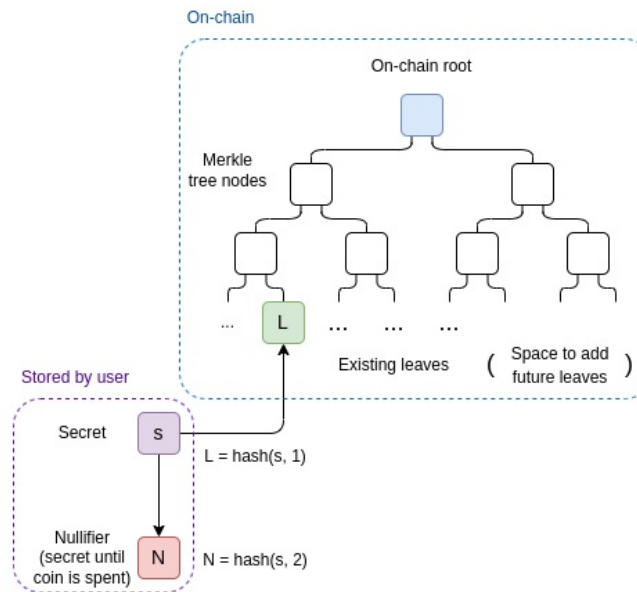 On-chain
On-chain root
Merkle
tree nodes
...
L
...
...
...
Existing leaves
( Space to add
future leaves )
Stored by user
Secret
s
L = hash(s, 1)
Nullifier
(secret until
coin is spent)
N
N = hash(s, 2)